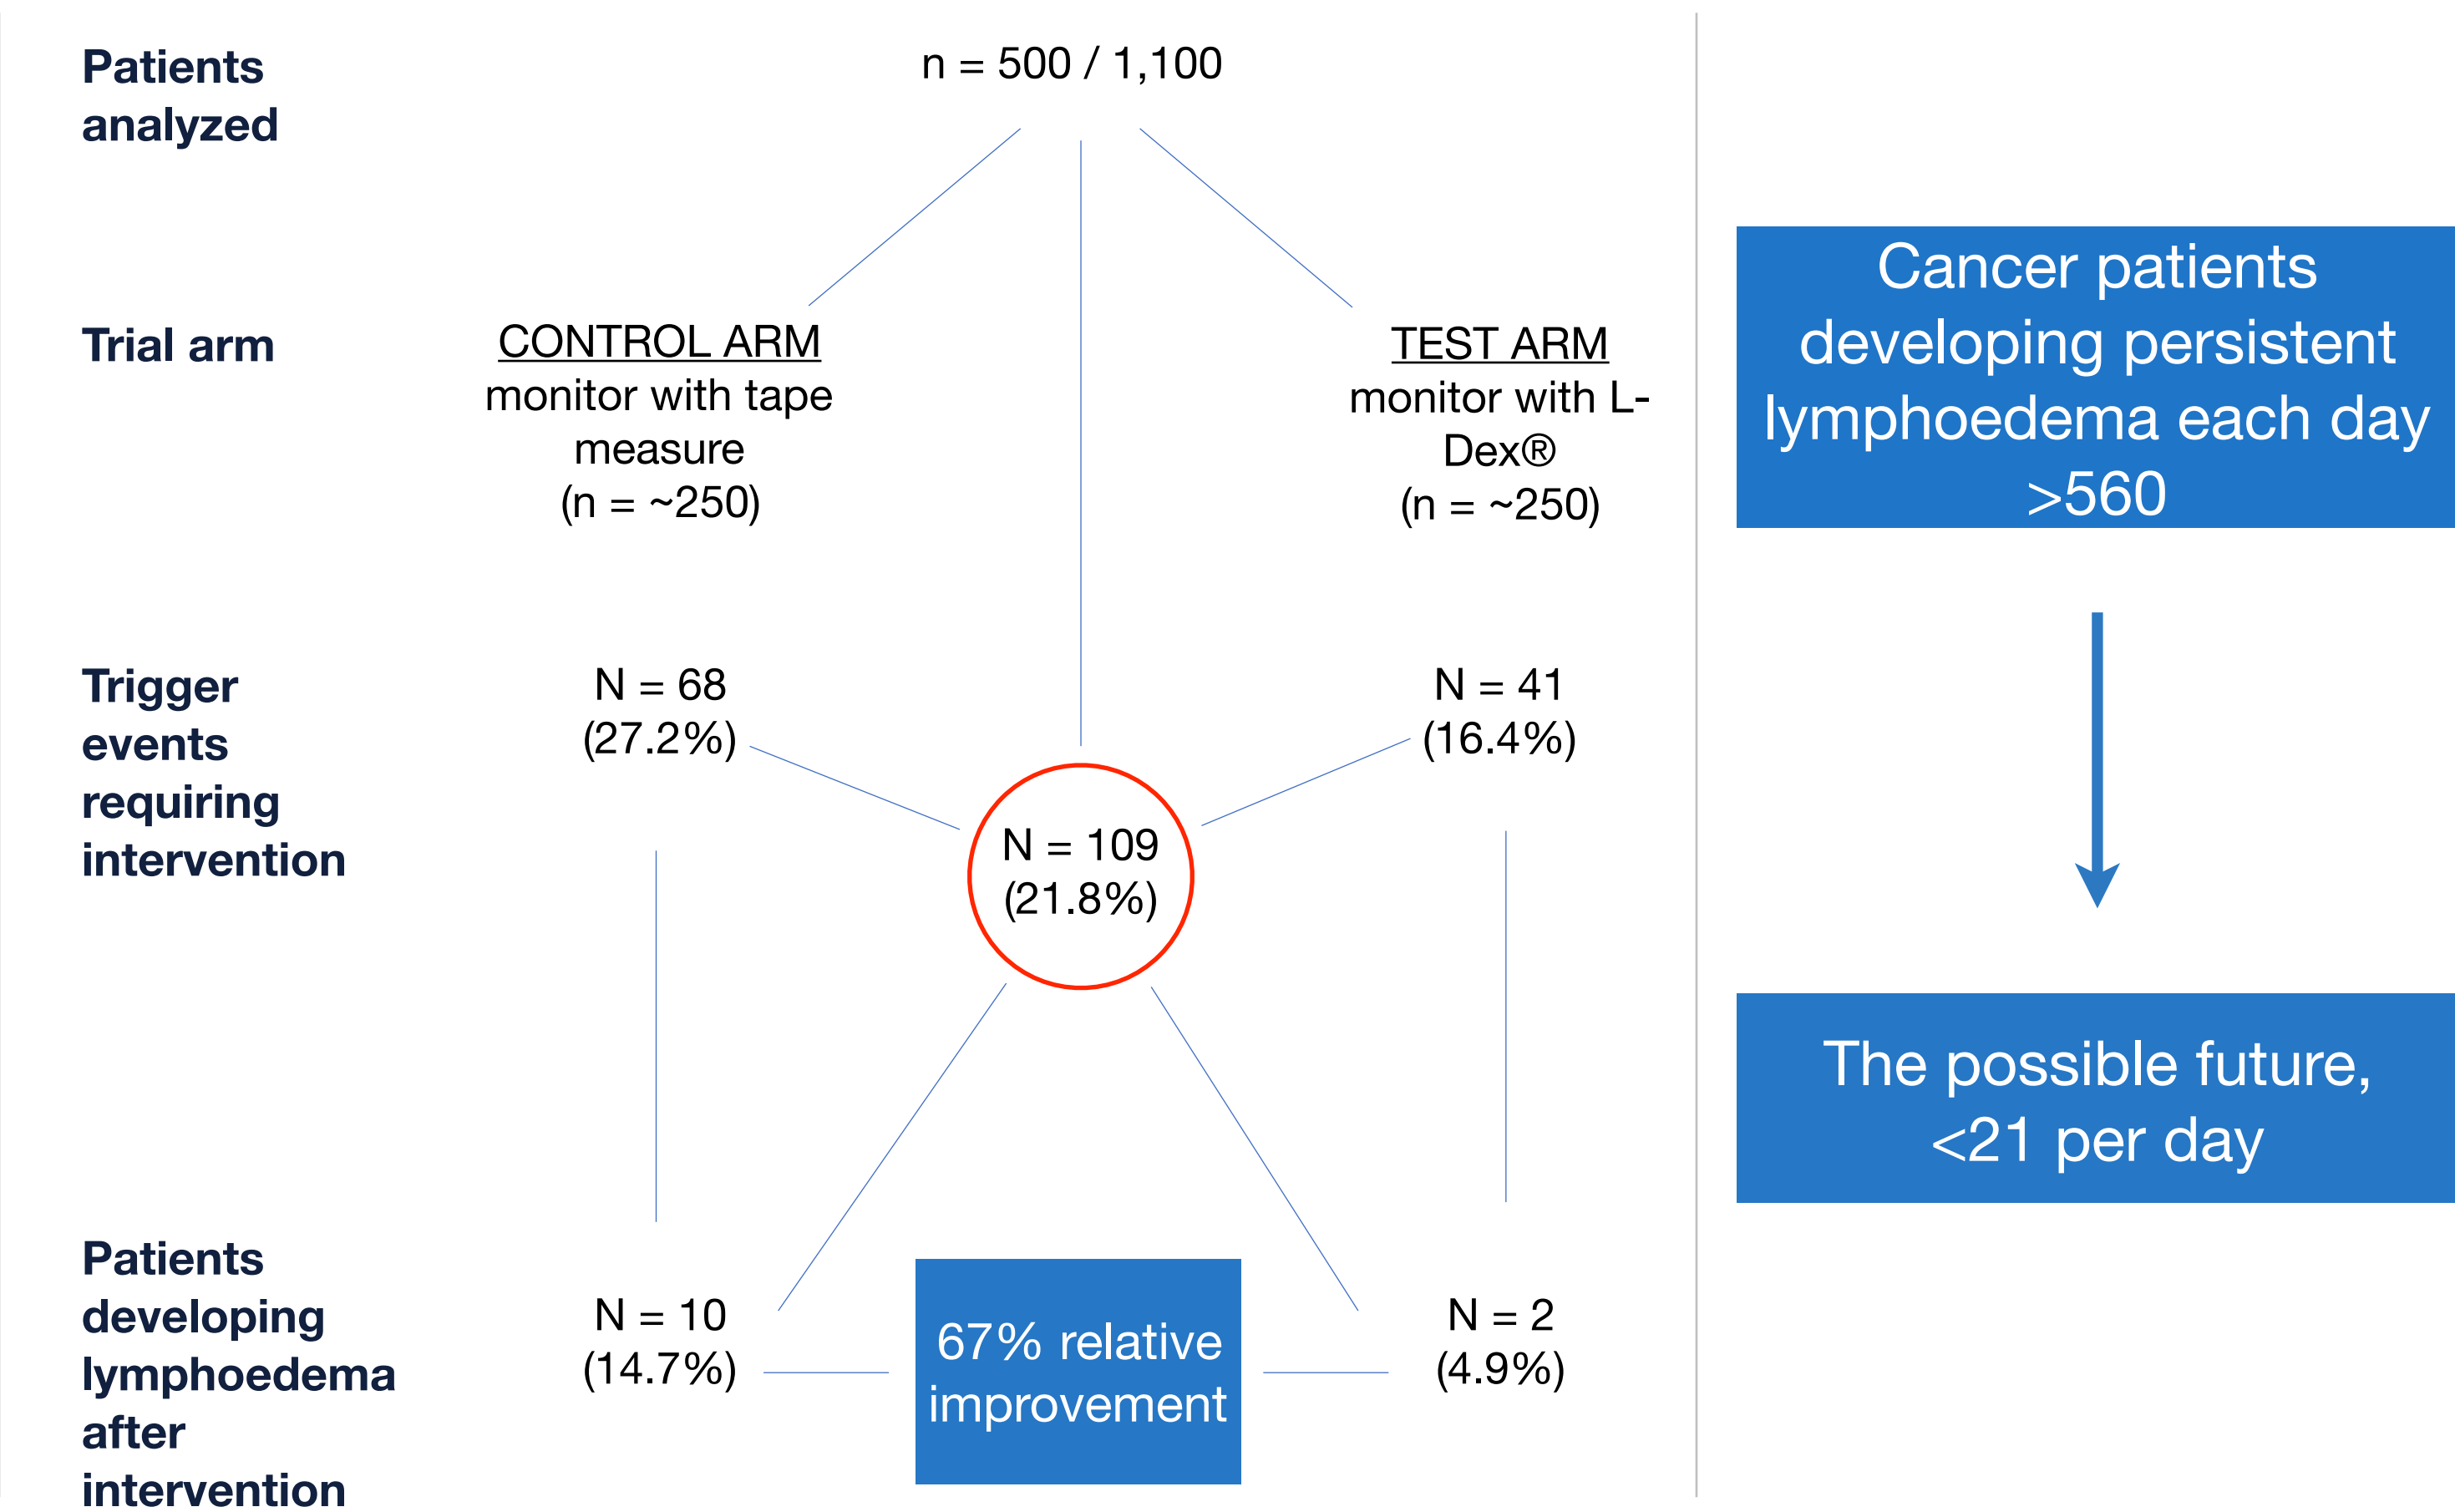 Patients
analyzed
n = 500 / 1,100
Trial arm
CONTROL ARM
monitor with tape
measure
(n = ~250)
TEST ARM
monitor with L-
Dex®
(n = ~250)
Trigger
events
requiring
intervention
N = 68
(27.2%)
N = 41
(16.4%)
N = 109
(21.8%)
Patients
developing
lymphoedema
after
intervention
N = 10
(14.7%)
67% relative
improvement
N = 2
(4.9%)
Cancer patients
developing persistent
lymphoedema each day
>560
The possible future,
<21 per day